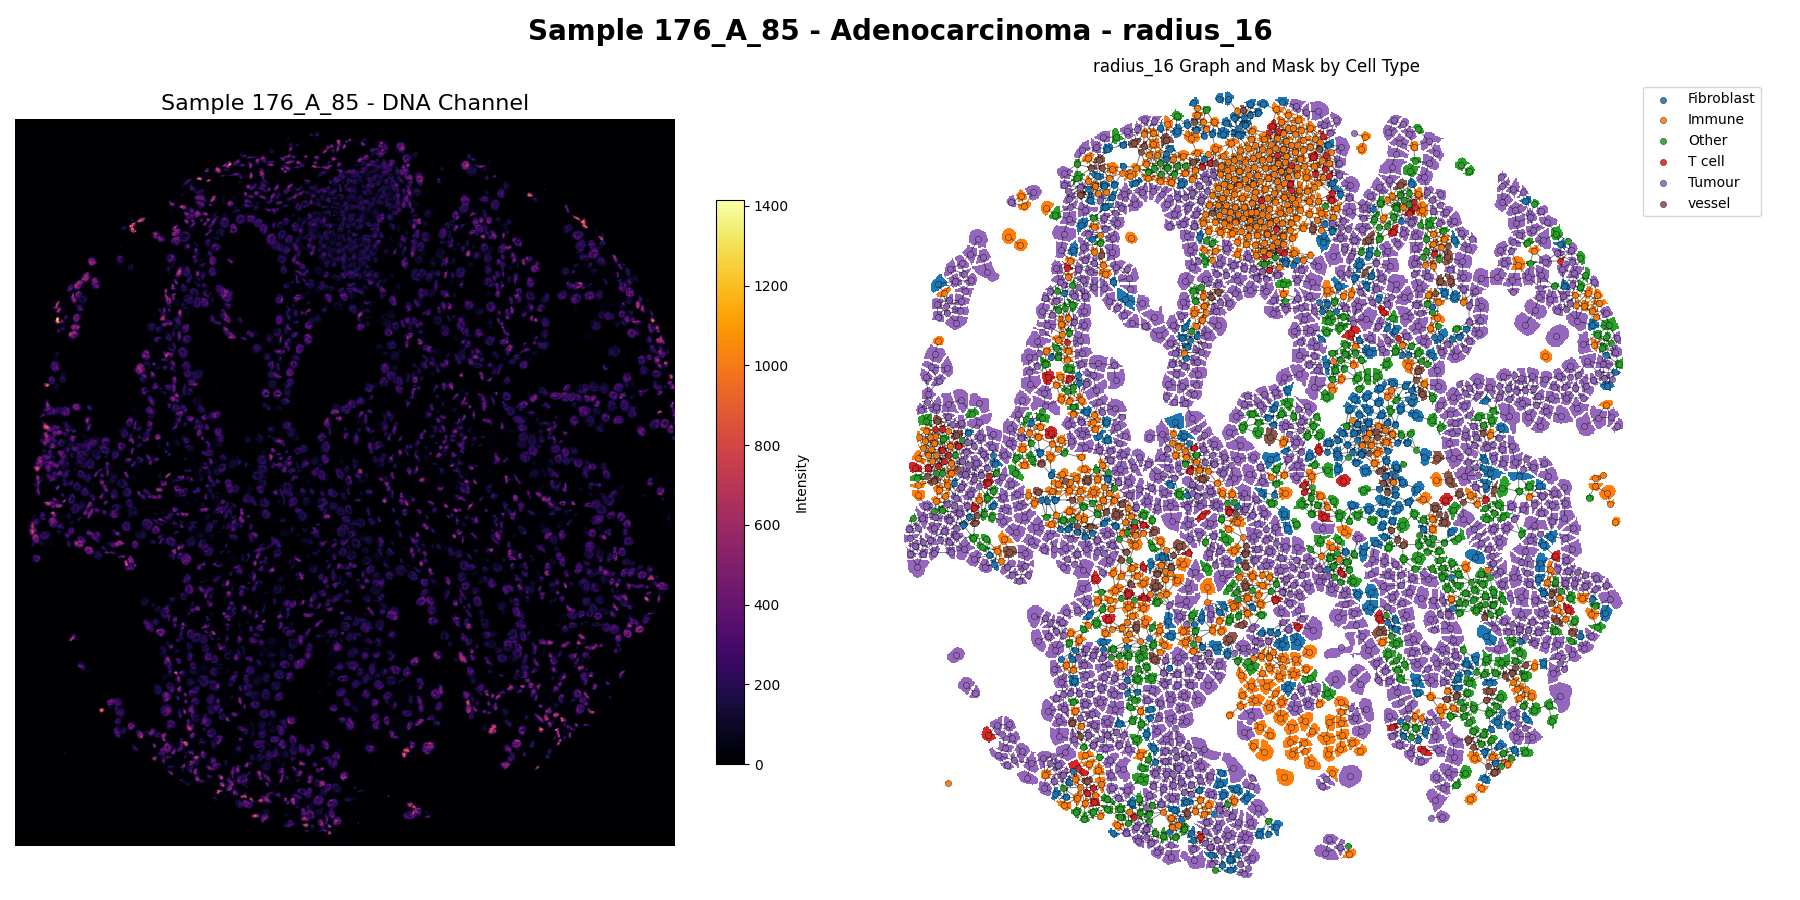 Sample 176_A_85 - Adenocarcinoma - radius_16
Sample 176_A_85 - DNA Channel
1400
1200
1000
800
600
400
200
0
Intensity
radius_16 Graph and Mask by Cell Type
Fibroblast
Immune
Other
T cell
Tumour
vessel